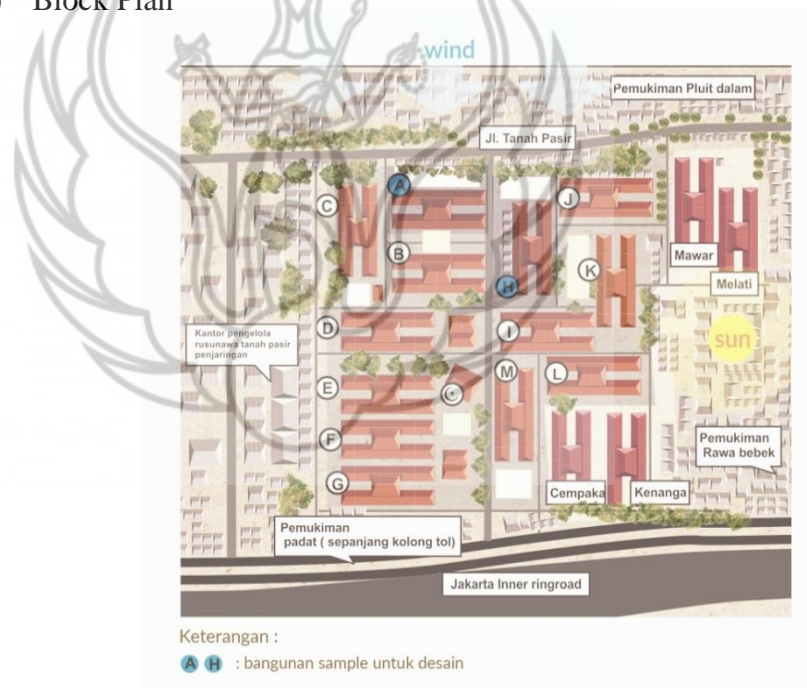 Block Plan
wind
Pemukiman Pluit dalam
Jl. Tanah Pasir
C
A
J
B
K
Mawar
H
Melati
D
I
sun
Kantor pengelola
rusunawa tanah pasir
penjaringan
M
L
E
F
Pemukiman
Rawa bebek
G
Cempaka
Kenanga
Pemukiman
padat ( sepanjang kolong tol)
Jakarta Inner ringroad
Keterangan :
A H : bangunan sample untuk desain